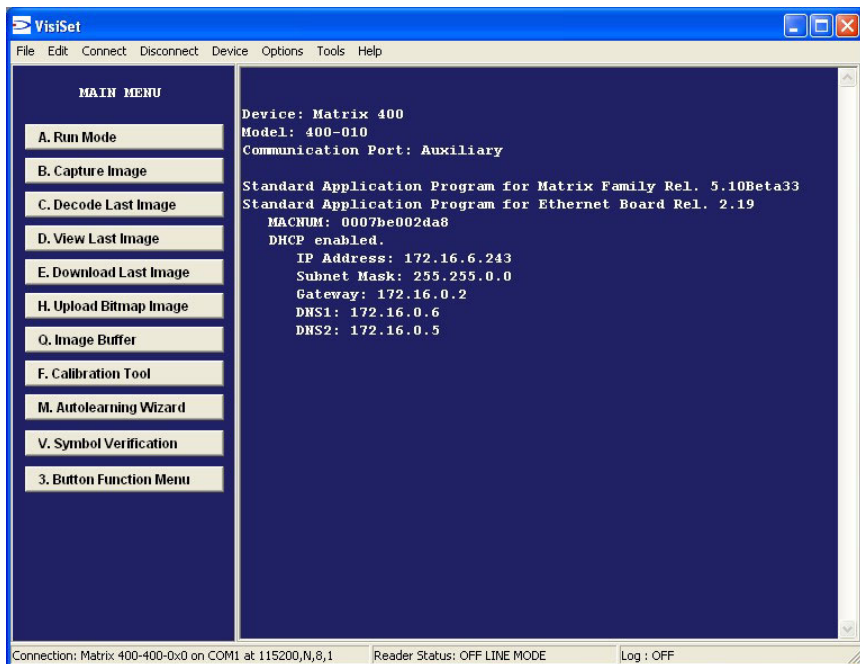 VisiSet
File Edit Connect Disconnect Device Options Tools Help
MAIN MENU
A. Run Mode
B. Capture Image
C. Decode Last Image
D. View Last Image
E. Download Last Image
H. Upload Bitmap Image
Q. Image Buffer
F. Calibration Tool
M. Autolearning Wizard
V. Symbol Verification
3. Button Function Menu
Device: Matrix 400
Model: 400-010
Communication Port: Auxiliary
Standard Application Program for Matrix Family Rel. 5.10Beta33
Standard Application Program for Ethernet Board Rel. 2.19
MACNUM: 0007be002da8
DHCP enabled.
IP Address: 172.16.6.243
Subnet Mask: 255.255.0.0
Gateway: 172.16.0.2
DNS1: 172.16.0.6
DNS2: 172.16.0.5
Connection: Matrix 400-400-0x0 on COM1 at 115200,N,8,1 Reader Status: OFF LINE MODE Log : OFF